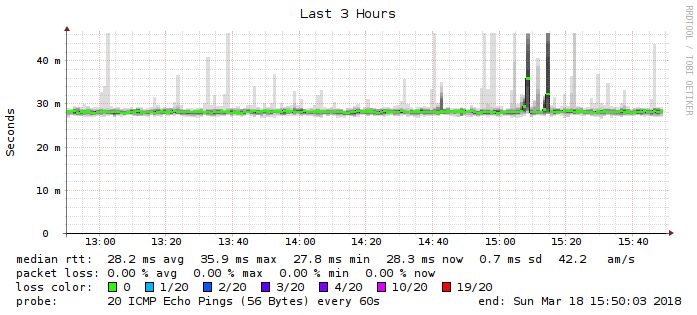 Last 3 Hours
RRDTOOL / TOBI OETIKER
Seconds
40 m
30 m
20 m
10 m
0
13:00 13:20 13:40 14:00 14:20 14:40 15:00 15:20 15:40
median rtt: 28.2 ms avg 35.9 ms max 27.8 ms min 28.3 ms now 0.7 ms sd 42.2 am/s
packet loss: 0.00 % avg 0.00 % max 0.00 % min 0.00 % now
loss color: 0 1/20 2/20 3/20 4/20 10/20 19/20
probe: 20 ICMP Echo Pings (56 Bytes) every 60s end: Sun Mar 18 15:50:03 2018